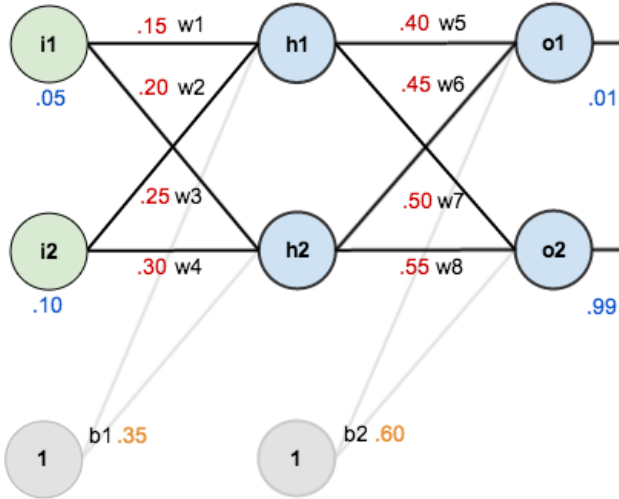 i1 .15 w1 h1 .40 w5 o1
.05 .20 w2 .45 w6 .01
.25 w3 .50 w7
i2 .30 w4 h2 .55 w8 o2
.10 .99
1 b1 .35 1 b2 .60